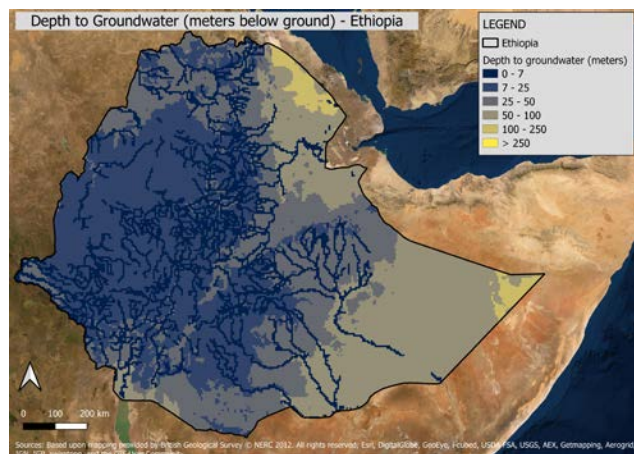 Depth to Groundwater (meters below ground) - Ethiopia
LEGEND
Ethiopia
Depth to groundwater (meters)
0 - 7
7 - 25
25 - 50
50 - 100
100 - 250
> 250
0 100 200 km
Sources: Based upon mapping provided by British Geological Survey © NERC 2012. All rights reserved; Esri, DigitalGlobe, GeoEye, i-cubed, USDA FSA, USGS, AEX, Getmapping, Aerogrid,